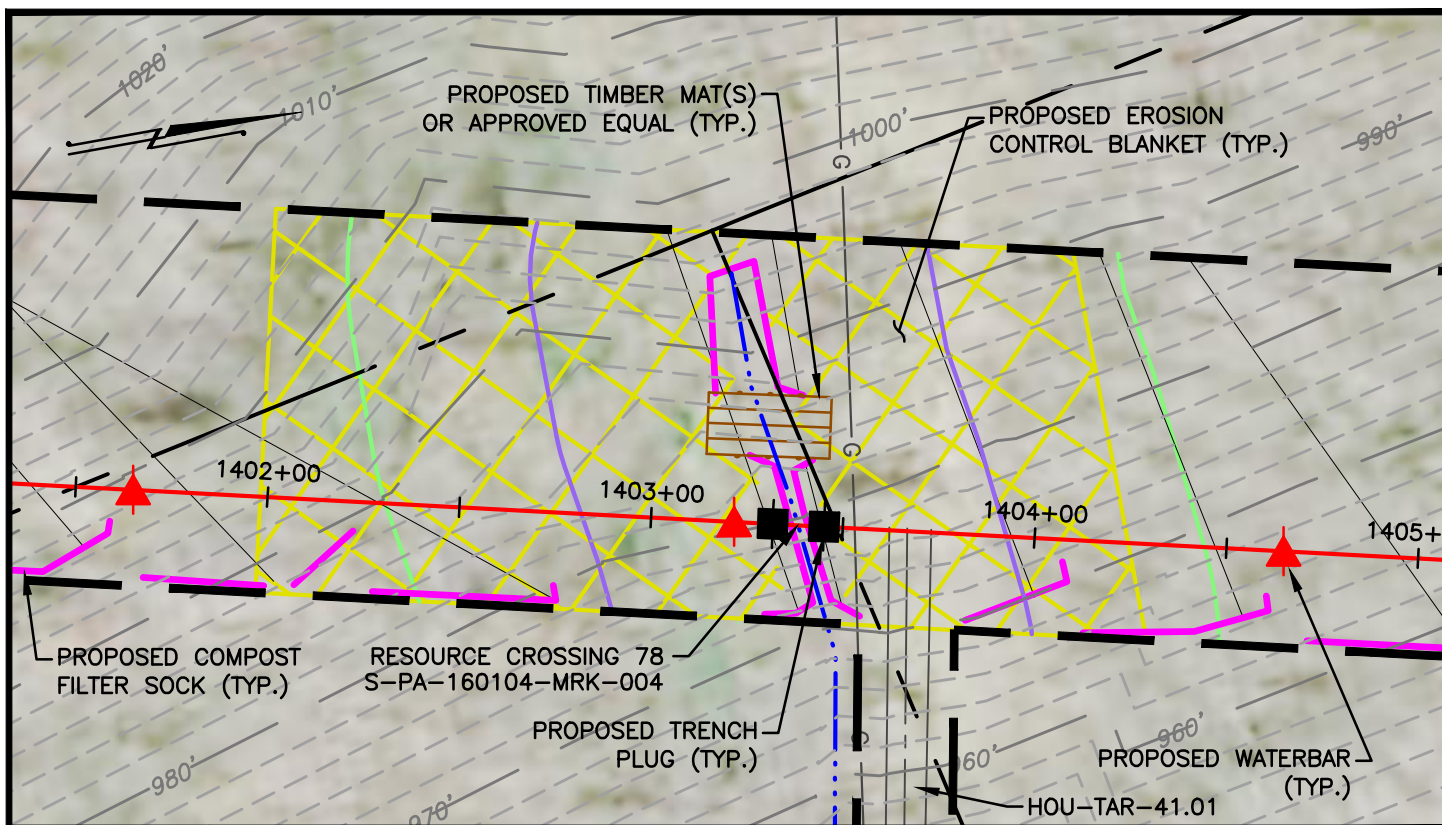 1020'
1010'
PROPOSED TIMBER MAT(S)
OR APPROVED EQUAL (TYP.)
1000'
PROPOSED EROSION
CONTROL BLANKET (TYP.)
990'
G
G
1402+00
1403+00
1404+00
1405+
PROPOSED COMPOST
FILTER SOCK (TYP.)
RESOURCE CROSSING 78
S-PA-160104-MRK-004
PROPOSED TRENCH
PLUG (TYP.)
G
980'
970'
960'
960'
PROPOSED WATERBAR
(TYP.)
HOU-TAR-41.01